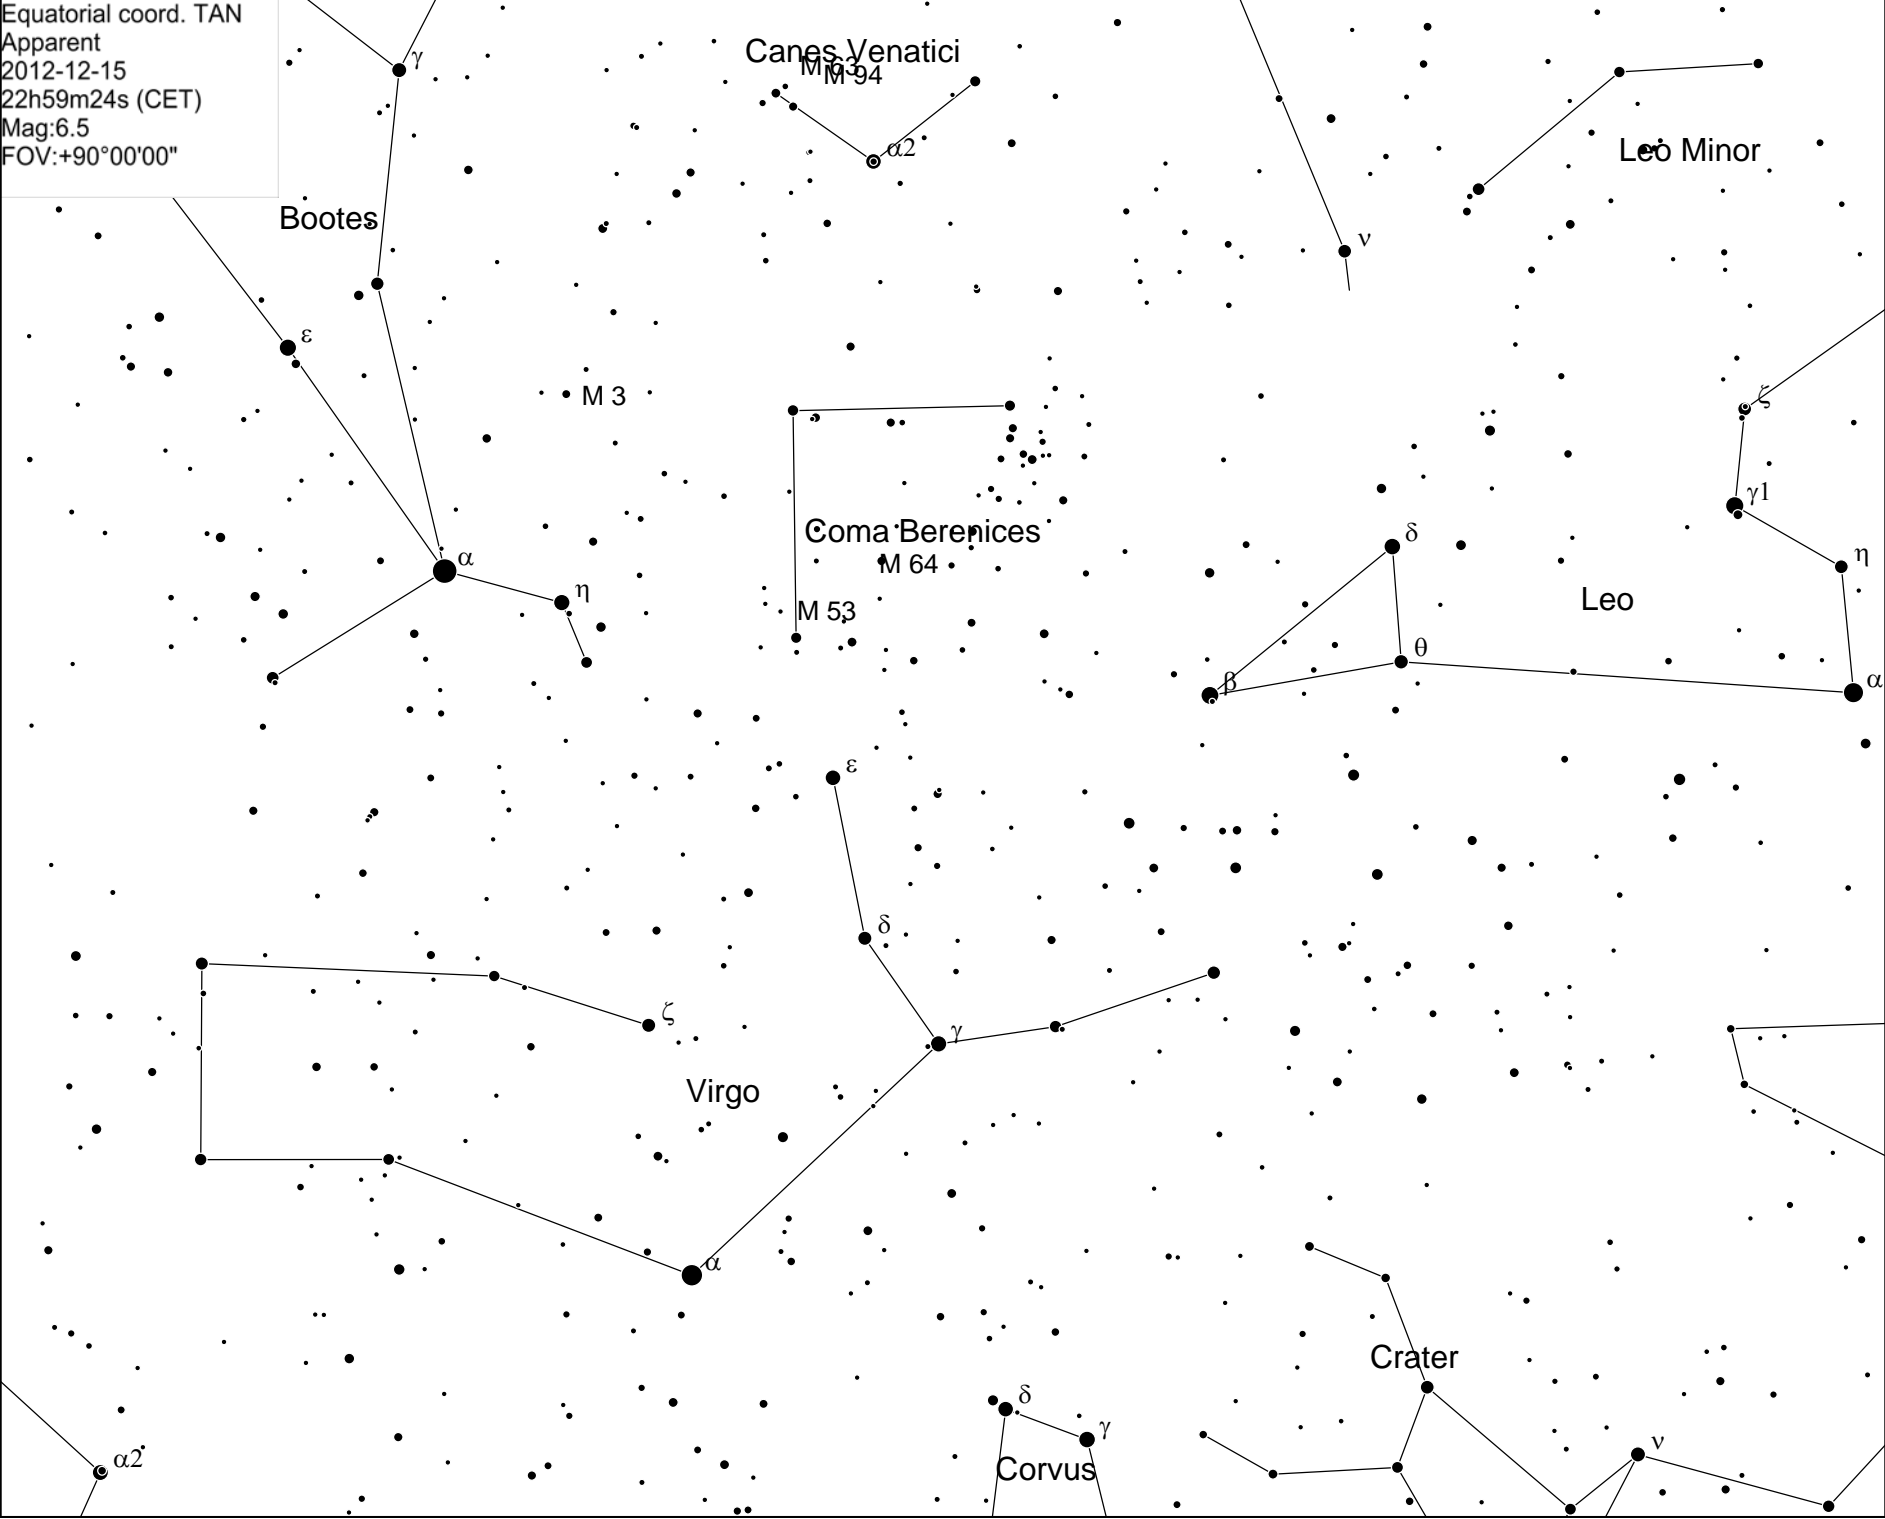 Equatorial coord. TAN
Apparent
2012-12-15
22h59m24s (CET)
Mag:6.5
FOV:+90°00'00"
γ
Canes Venatici
M 63
M 94
α2
Leo Minor
Bootes
ν
ε
M 3
ζ
γ1
Coma Berenices
δ
α
M 64
η
η
Leo
M 53
θ
β
α
ε
δ
ζ
γ
Virgo
α
Crater
δ
γ
ν
α2
Corvus